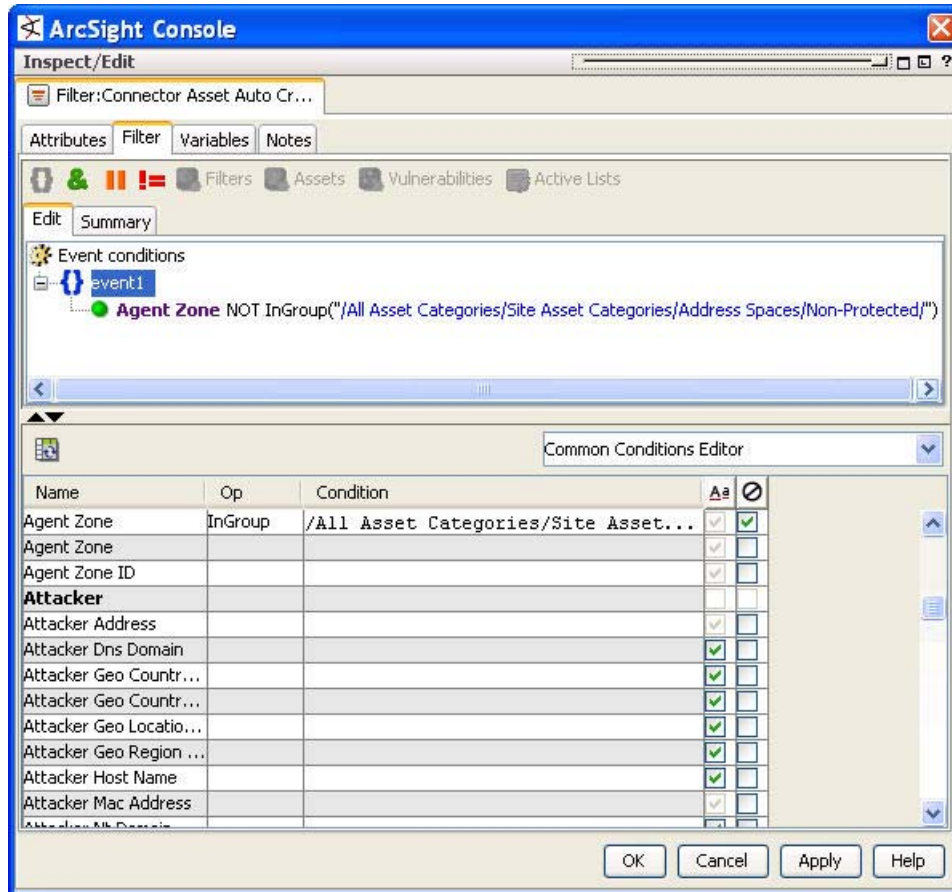 ArcSight Console
Inspect/Edit
?
Filter:Connector Asset Auto Cr...
Attributes Filter Variables Notes
{} & || != Filters Assets Vulnerabilities Active Lists
Edit Summary
Event conditions
{} event1
Agent Zone NOT InGroup("/All Asset Categories/Site Asset Categories/Address Spaces/Non-Protected/")
Common Conditions Editor
Name Op Condition Aa
Agent Zone InGroup /All Asset Categories/Site Asset...
Agent Zone
Agent Zone ID
Attacker
Attacker Address
Attacker Dns Domain
Attacker Geo Countr...
Attacker Geo Countr...
Attacker Geo Locatio...
Attacker Geo Region ...
Attacker Host Name
Attacker Mac Address
OK Cancel Apply Help